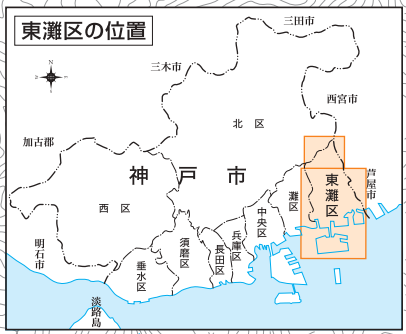 東灘区の位置
三田市
三木市
N
西宮市
北 区
加古郡
神 戸 市
芦屋市
東灘区
灘区
西 区
中央区
兵庫区
須磨区
長田区
明石市
垂水区
淡路島